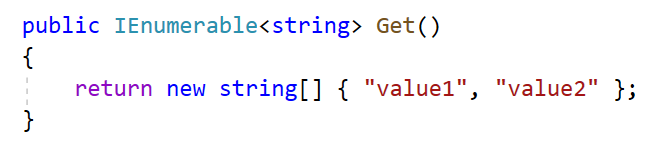 public IEnumerable<string> Get()
{
    return new string[] { "value1", "value2" };
}